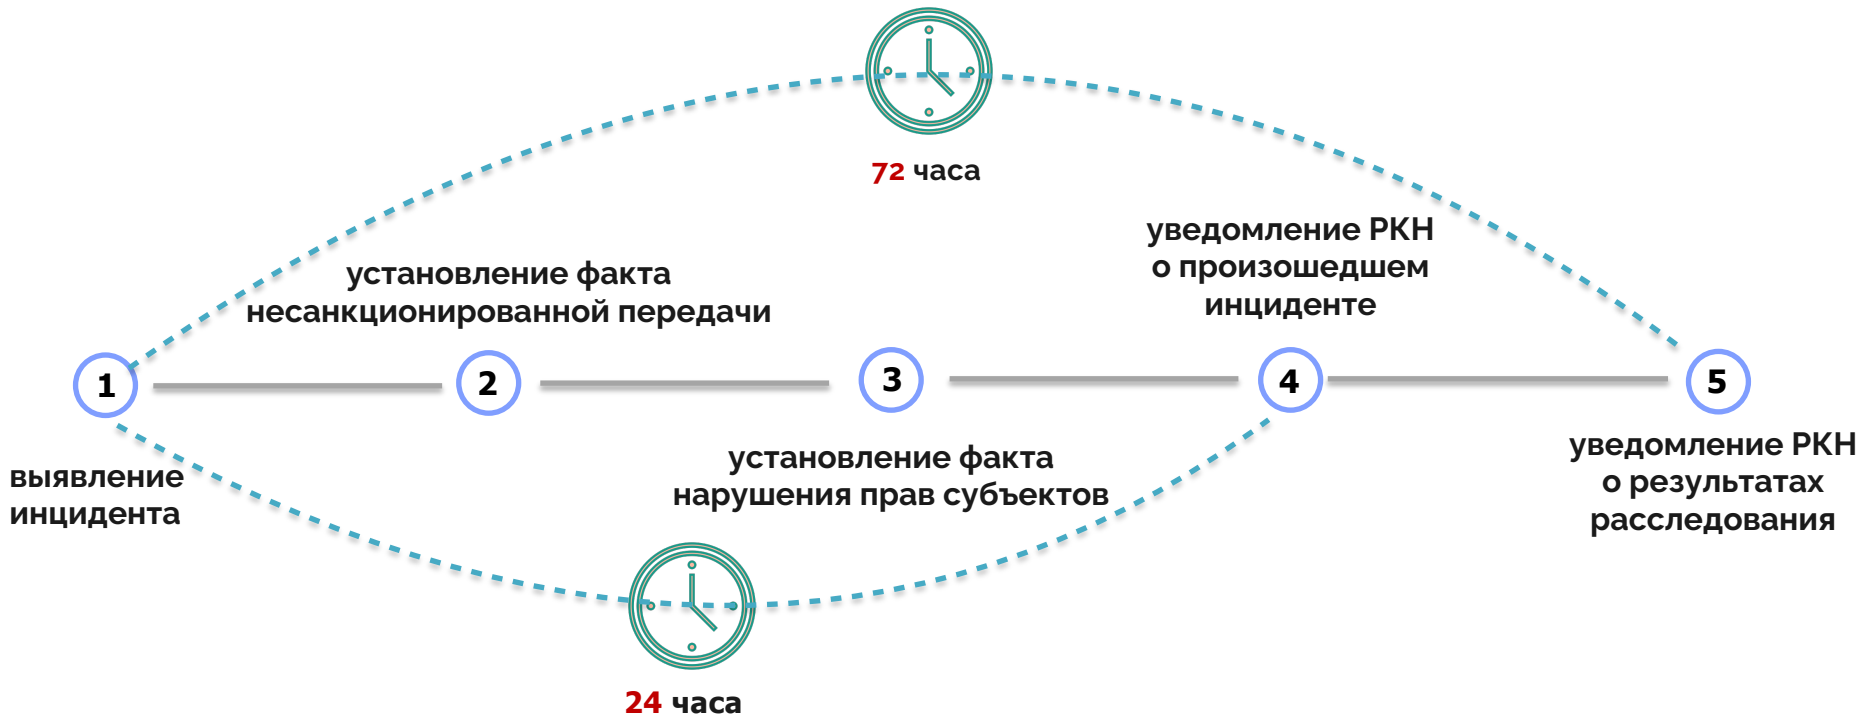 72 часа
уведомление РКН
о произошедшем
инциденте
установление факта
несанкционированной передачи
1
2
3
4
5
выявление
инцидента
установление факта
нарушения прав субъектов
уведомление РКН
о результатах
расследования
24 часа